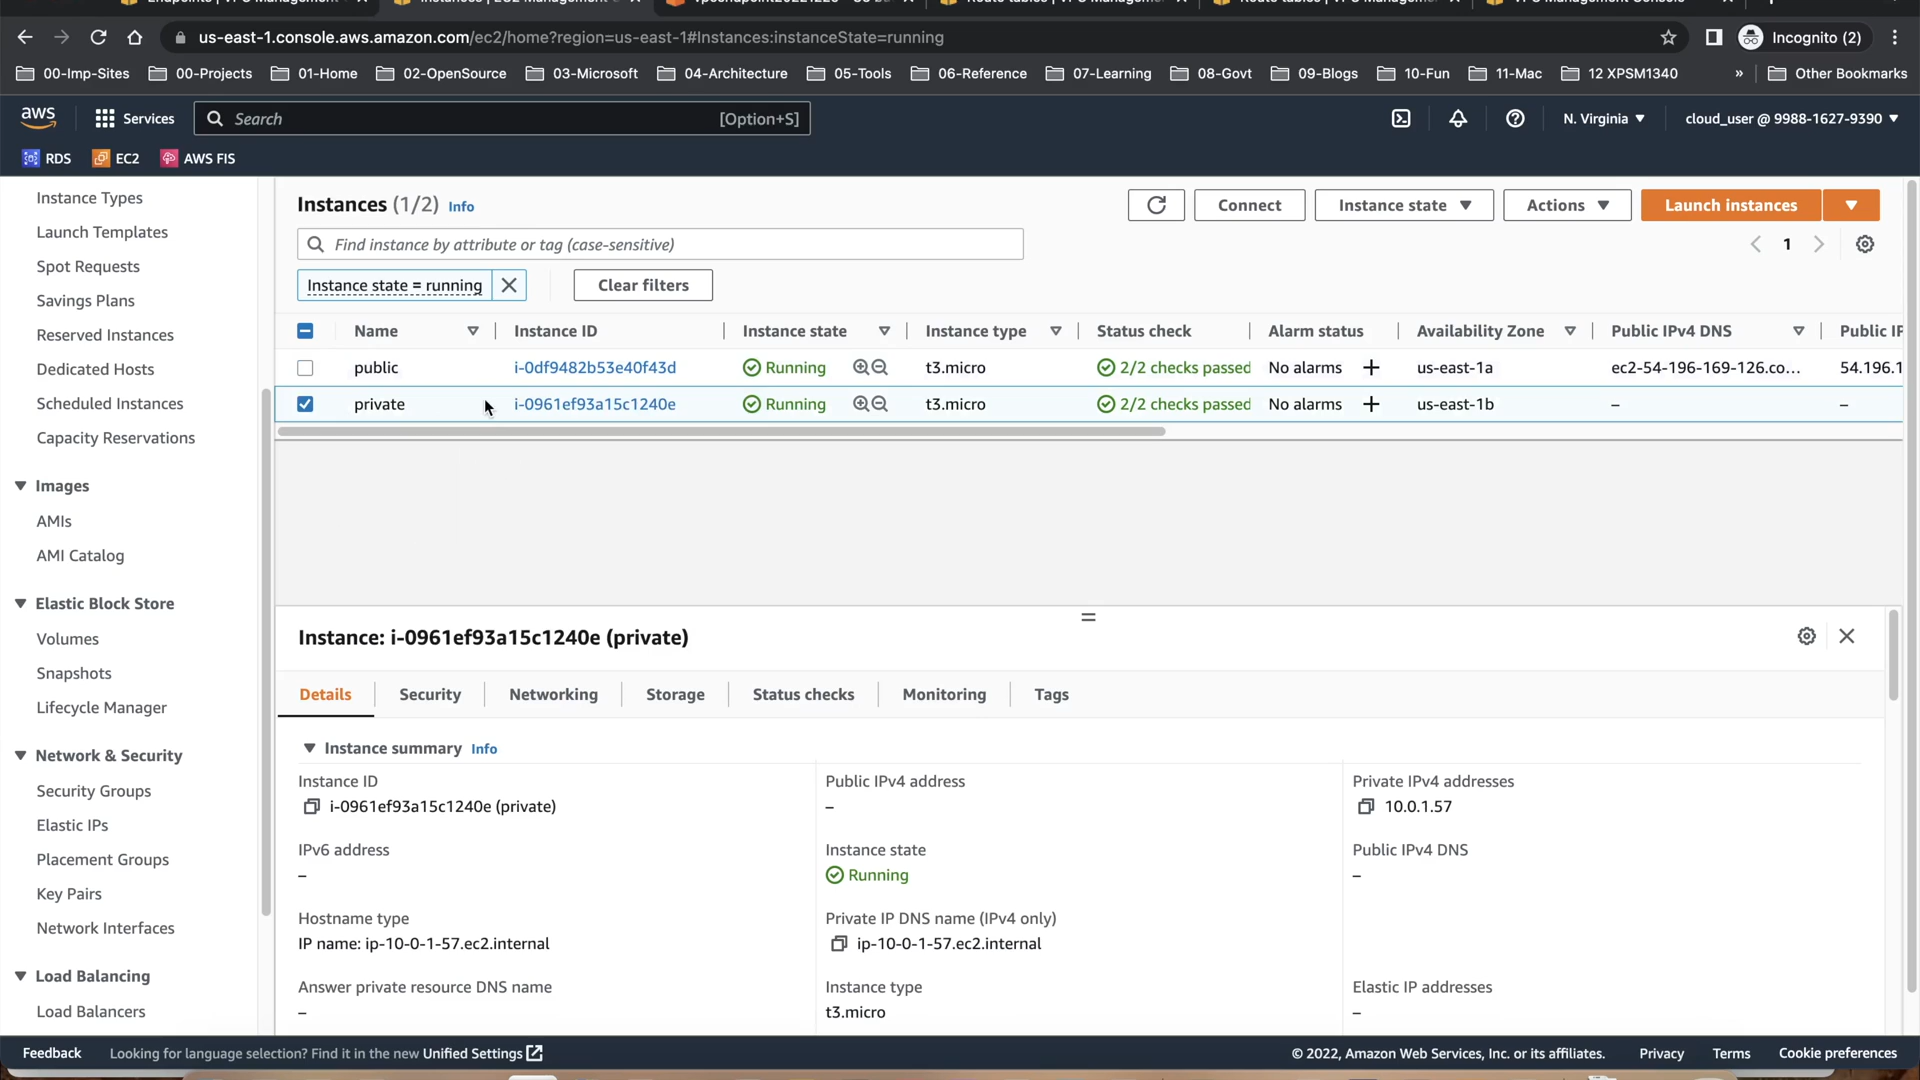 us-east-1.console.aws.amazon.com/ec2/home?region=us-east-1#Instances:instanceState=running
Incognito (2)
00-Imp-Sites 00-Projects 01-Home 02-OpenSource 03-Microsoft 04-Architecture 05-Tools 06-Reference 07-Learning 08-Govt 09-Blogs 10-Fun 11-Mac 12 XPSM1340 » Other Bookmarks
aws Services Search [Option+S] N. Virginia cloud_user @ 9988-1627-9390
RDS EC2 AWS FIS
Instance Types
Launch Templates
Spot Requests
Savings Plans
Reserved Instances
Dedicated Hosts
Scheduled Instances
Capacity Reservations
Images
AMIs
AMI Catalog
Elastic Block Store
Volumes
Snapshots
Lifecycle Manager
Network & Security
Security Groups
Elastic IPs
Placement Groups
Key Pairs
Network Interfaces
Load Balancing
Load Balancers
Instances (1/2) Info
Connect Instance state Actions Launch instances
Find instance by attribute or tag (case-sensitive)
1
Instance state = running Clear filters
Name Instance ID Instance state Instance type Status check Alarm status Availability Zone Public IPv4 DNS Public IP
public i-0df9482b53e40f43d Running t3.micro 2/2 checks passed No alarms + us-east-1a ec2-54-196-169-126.co... 54.196.1
private i-0961ef93a15c1240e Running t3.micro 2/2 checks passed No alarms + us-east-1b – –
Instance: i-0961ef93a15c1240e (private)
Details Security Networking Storage Status checks Monitoring Tags
Instance summary Info
Instance ID
i-0961ef93a15c1240e (private)
Public IPv4 address
–
Private IPv4 addresses
10.0.1.57
IPv6 address
–
Instance state
Running
Public IPv4 DNS
–
Hostname type
IP name: ip-10-0-1-57.ec2.internal
Private IP DNS name (IPv4 only)
ip-10-0-1-57.ec2.internal
Answer private resource DNS name
–
Instance type
t3.micro
Elastic IP addresses
–
Feedback Looking for language selection? Find it in the new Unified Settings © 2022, Amazon Web Services, Inc. or its affiliates. Privacy Terms Cookie preferences